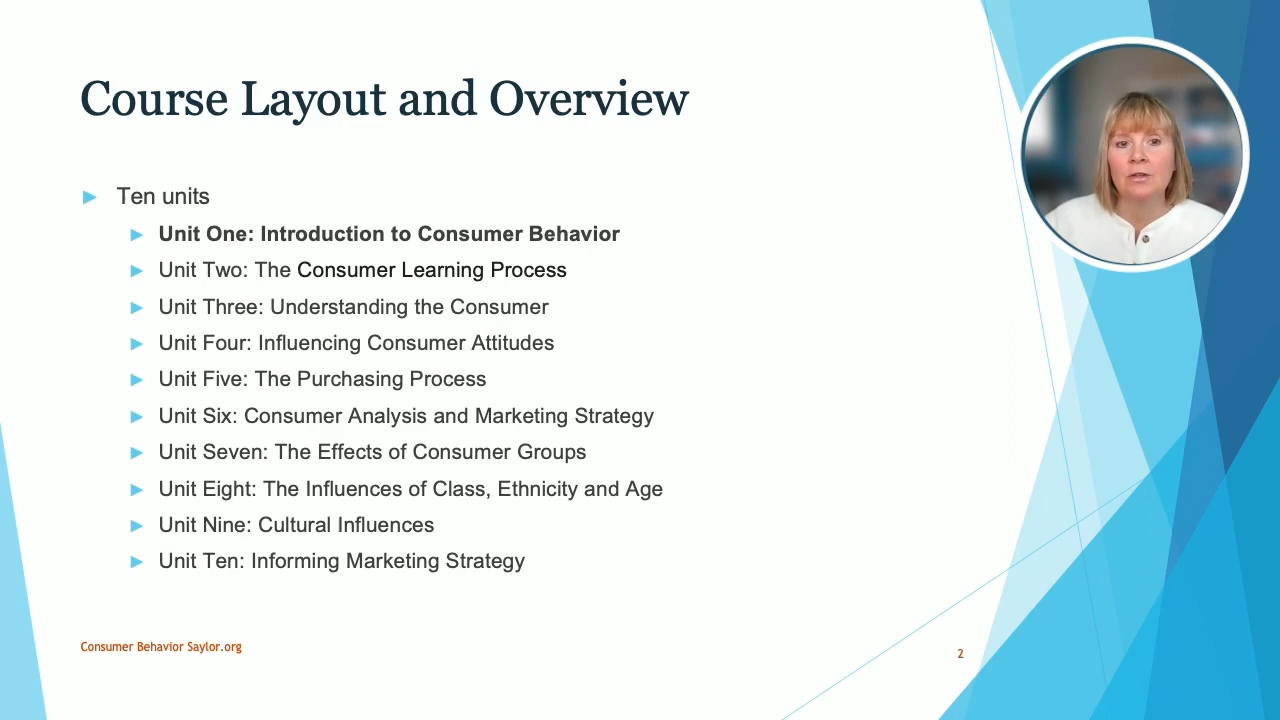 Course Layout and Overview
Ten units
Unit One: Introduction to Consumer Behavior
Unit Two: The Consumer Learning Process
Unit Three: Understanding the Consumer
Unit Four: Influencing Consumer Attitudes
Unit Five: The Purchasing Process
Unit Six: Consumer Analysis and Marketing Strategy
Unit Seven: The Effects of Consumer Groups
Unit Eight: The Influences of Class, Ethnicity and Age
Unit Nine: Cultural Influences
Unit Ten: Informing Marketing Strategy
Consumer Behavior Saylor.org
2